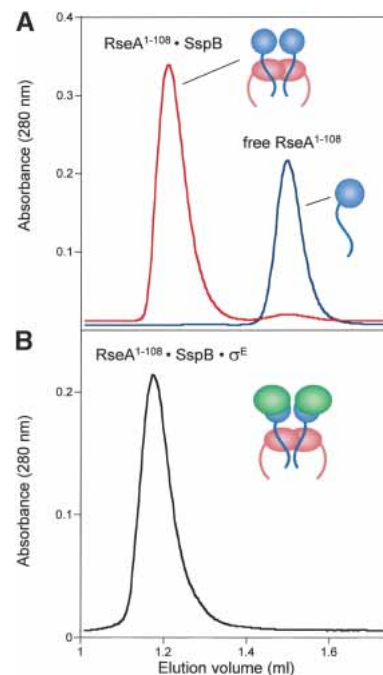 A
0.4
RseA1-108 • SspB
0.3
free RseA1-108
0.2
0.1
Absorbance (280 nm)
B
RseA1-108 • SspB • σE
0.2
0.1
0
Absorbance (280 nm)
1 1.2 1.4 1.6
Elution volume (ml)